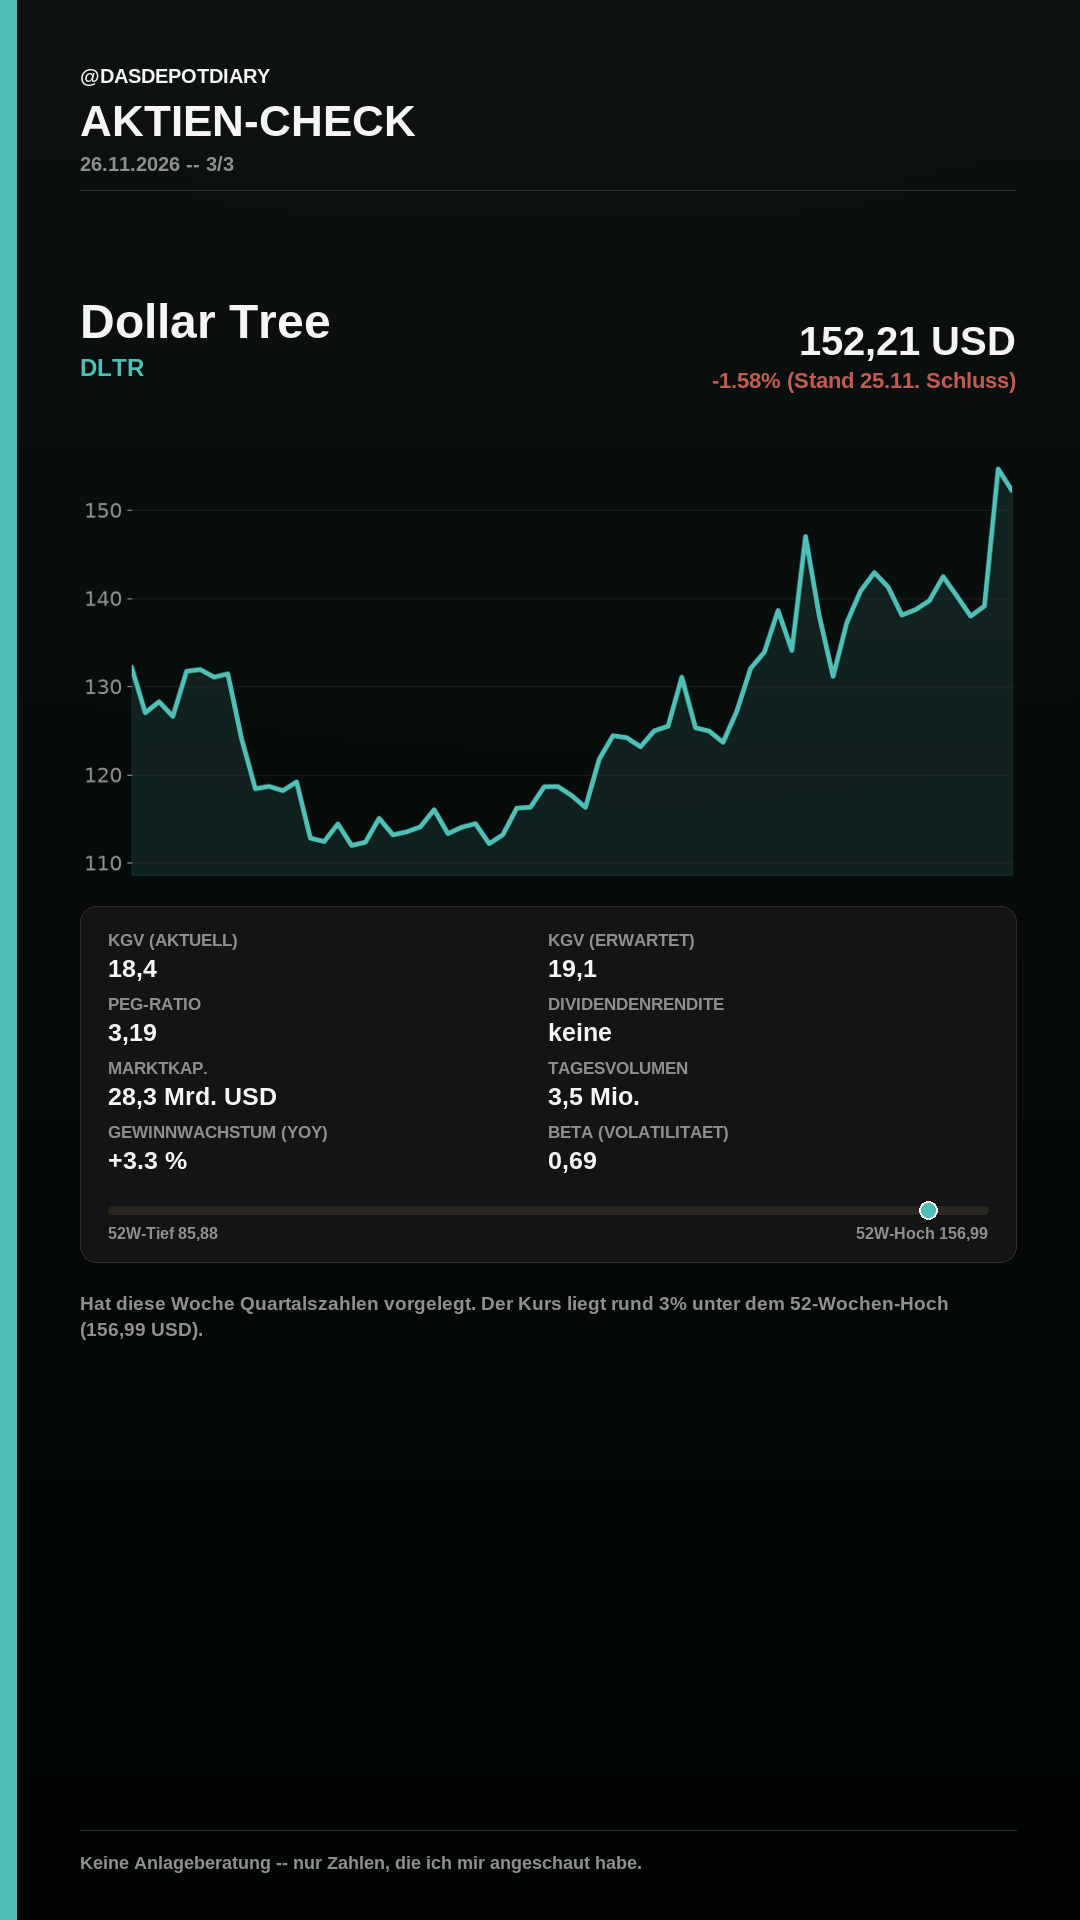 @DASDEPOTDIARY
AKTIEN-CHECK
26.11.2026 -- 3/3
Dollar Tree
DLTR
152,21 USD
-1.58% (Stand 25.11. Schluss)
150
140
130
120
110
KGV (AKTUELL)
18,4
KGV (ERWARTET)
19,1
PEG-RATIO
3,19
DIVIDENDENRENDITE
keine
MARKTKAP.
28,3 Mrd. USD
TAGESVOLUMEN
3,5 Mio.
GEWINNWACHSTUM (YOY)
+3.3 %
BETA (VOLATILITAET)
0,69
52W-Tief 85,88
52W-Hoch 156,99
Hat diese Woche Quartalszahlen vorgelegt. Der Kurs liegt rund 3% unter dem 52-Wochen-Hoch
(156,99 USD).
Keine Anlageberatung -- nur Zahlen, die ich mir angeschaut habe.